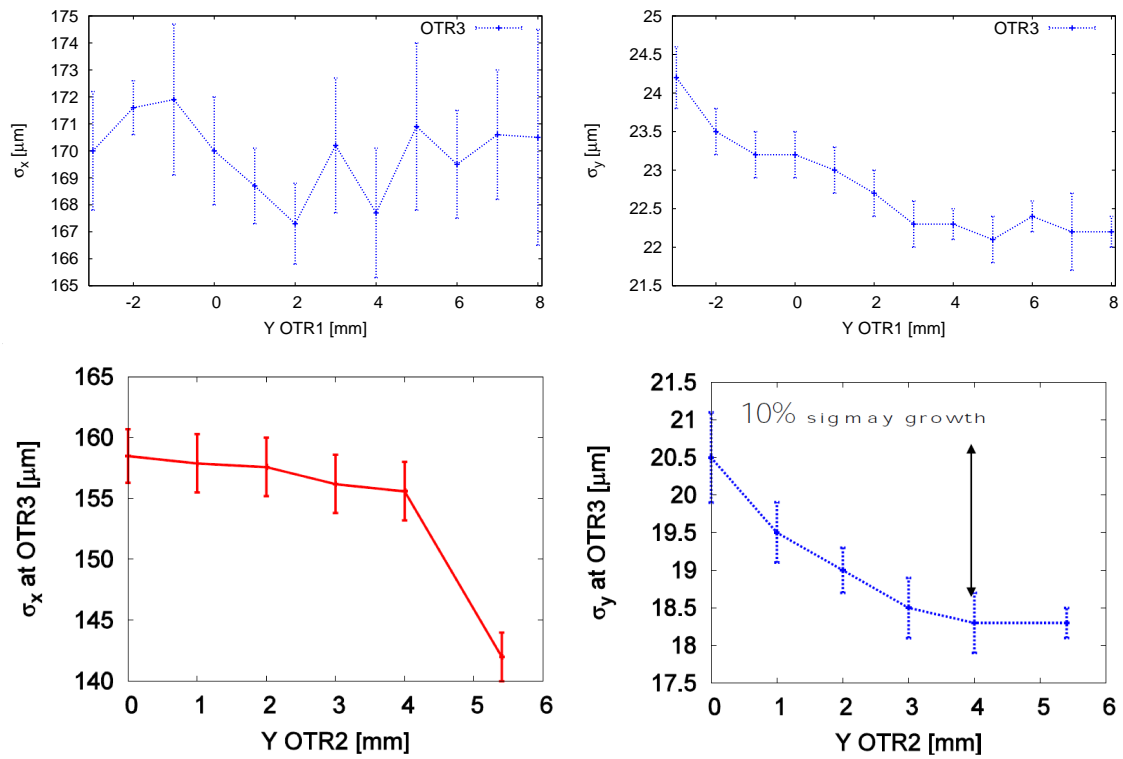 OTR3
175
174
173
172
171
170
169
168
167
166
165
-2 0 2 4 6 8
σx [μm]
Y OTR1 [mm]
OTR3
25
24.5
24
23.5
23
22.5
22
21.5
-2 0 2 4 6 8
σy [μm]
Y OTR1 [mm]
165
160
155
150
145
140
0 1 2 3 4 5 6
σx at OTR3 [μm]
Y OTR2 [mm]
10% sigmay growth
21.5
21
20.5
20
19.5
19
18.5
18
17.5
0 1 2 3 4 5 6
σy at OTR3 [μm]
Y OTR2 [mm]